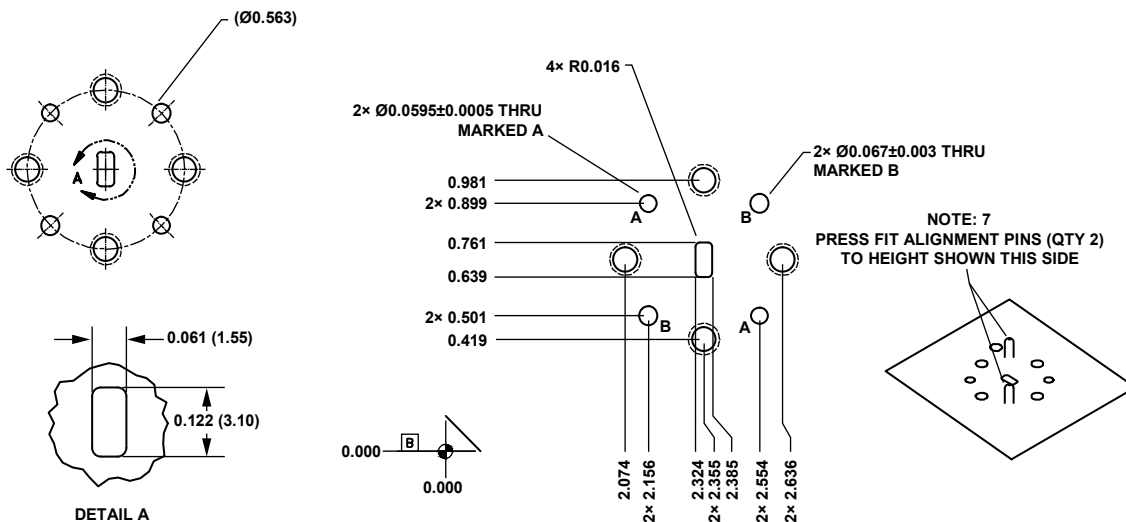 (Ø0.563)
A
4× R0.016
2× Ø0.0595±0.0005 THRU
MARKED A
2× Ø0.067±0.003 THRU
MARKED B
0.981
2× 0.899
A
B
0.761
0.639
2× 0.501
B
A
0.419
NOTE: 7
PRESS FIT ALIGNMENT PINS (QTY 2)
TO HEIGHT SHOWN THIS SIDE
0.061 (1.55)
0.122 (3.10)
DETAIL A
0.000
B
0.000
2.074
2× 2.156
2.324
2× 2.355
2.385
2× 2.554
2× 2.636